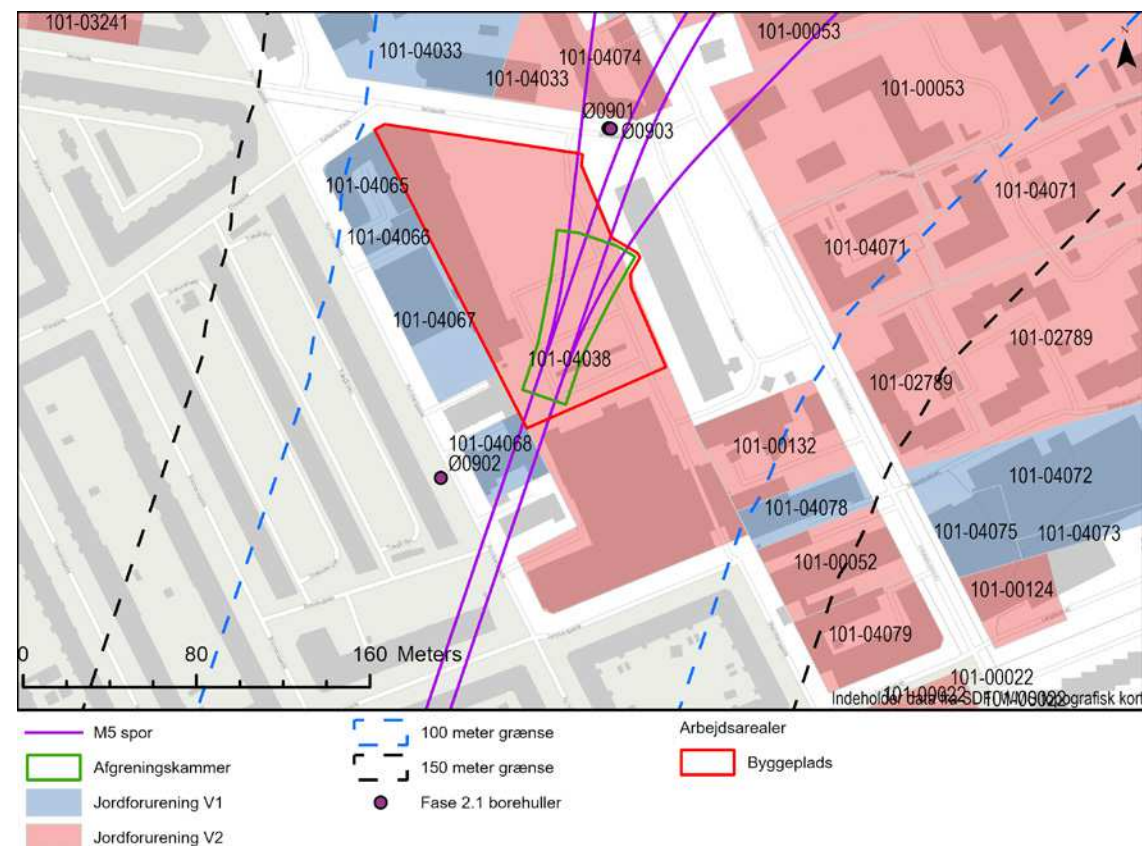 101-03241
101-04033
101-04033
101-04074
101-00053
101-00053
N
Ø0901
Ø0903
101-04065
101-04066
101-04067
101-04038
101-04071
101-04071
101-02789
101-02789
101-04068
Ø0902
101-00132
101-04078
101-04072
101-04075
101-04073
101-00052
101-00124
101-04079
101-00022
101-00022
0 80 160 Meters
M5 spor
Afgreningskammer
Jordforurening V1
Jordforurening V2
100 meter grænse
150 meter grænse
Fase 2.1 borehuller
Arbejdsarealer
Byggeplads